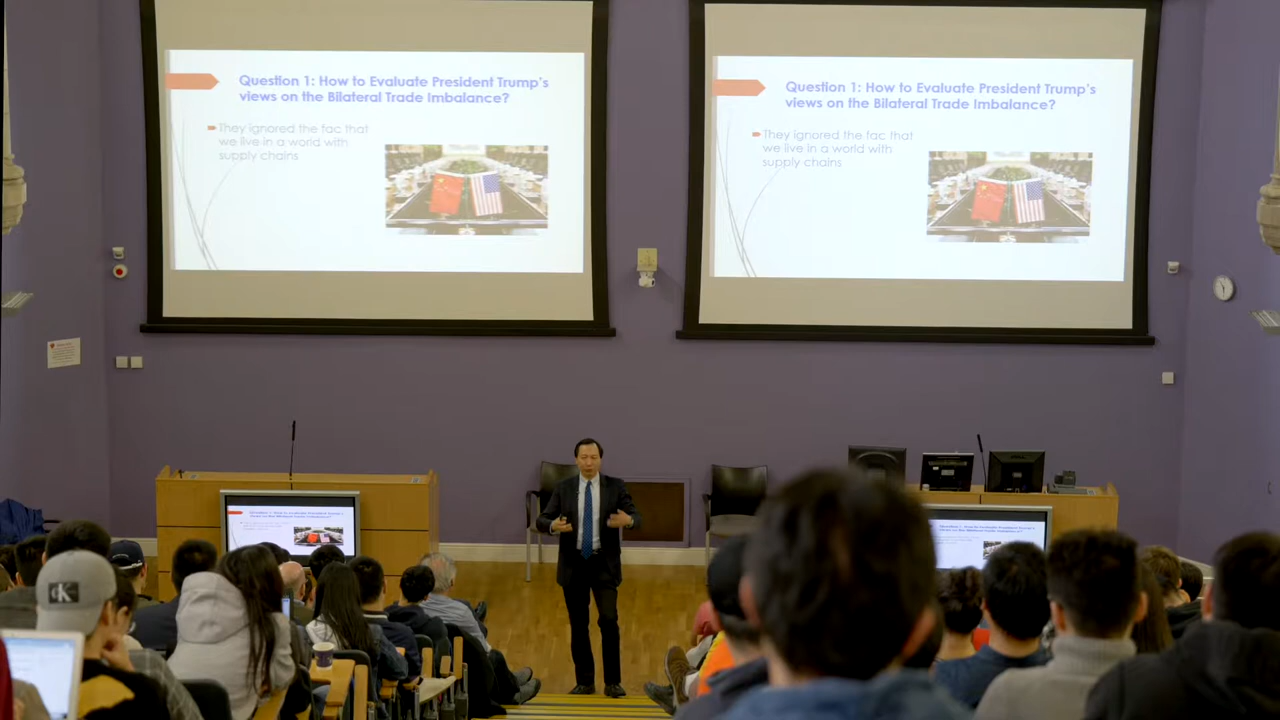 Question 1: How to Evaluate President Trump's
views on the Bilateral Trade Imbalance?
They ignored the fac that
we live in a world with
supply chains
Question 1: How to Evaluate President Trump's
views on the Bilateral Trade Imbalance?
They ignored the fac that
we live in a world with
supply chains
CK